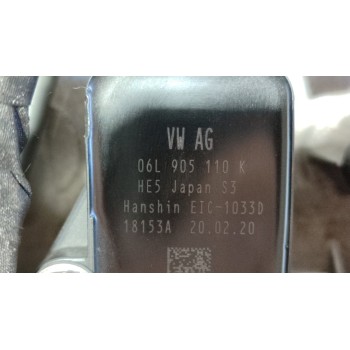 VW AG
06L 905 110 K
HE5 Japan S3
Hanshin EIC-1033D
18153A 20.02.20